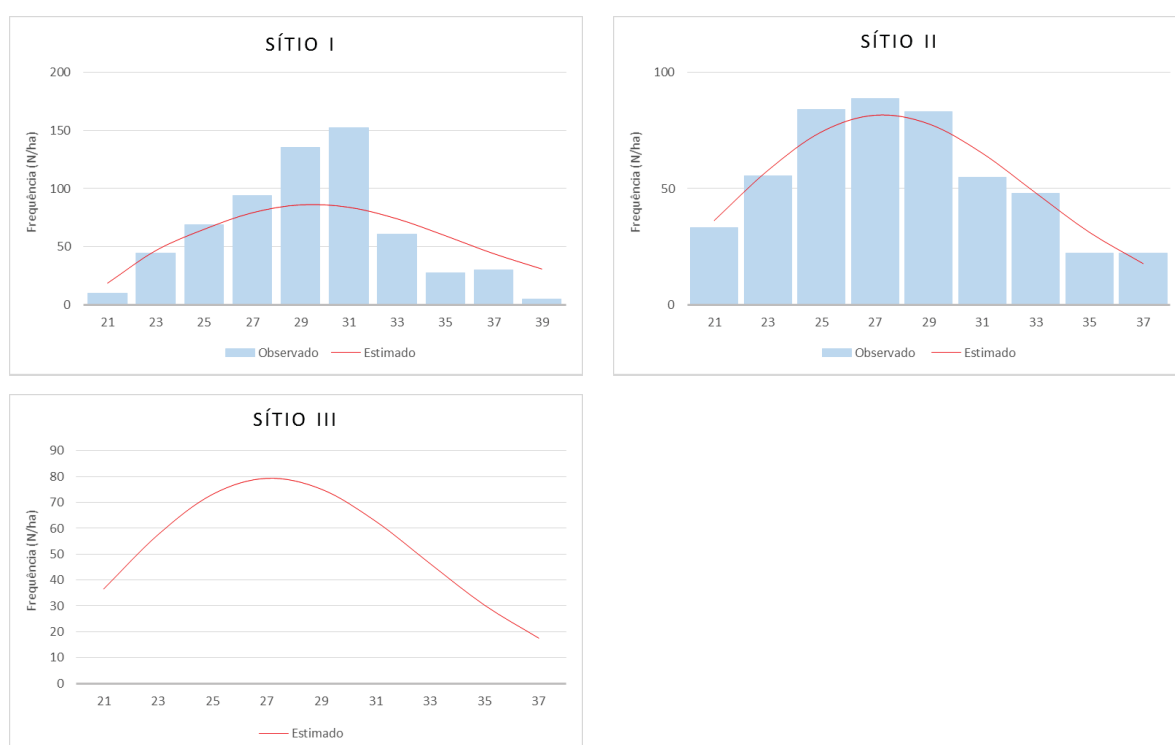 SÍTIO I
Frequência (N/ha)
200
150
100
50
0
21 23 25 27 29 31 33 35 37 39
Observado Estimado
SÍTIO II
Frequência (N/ha)
100
50
0
21 23 25 27 29 31 33 35 37
Observado Estimado
SÍTIO III
Frequência (N/ha)
90
80
70
60
50
40
30
20
10
0
21 23 25 27 29 31 33 35 37
Estimado